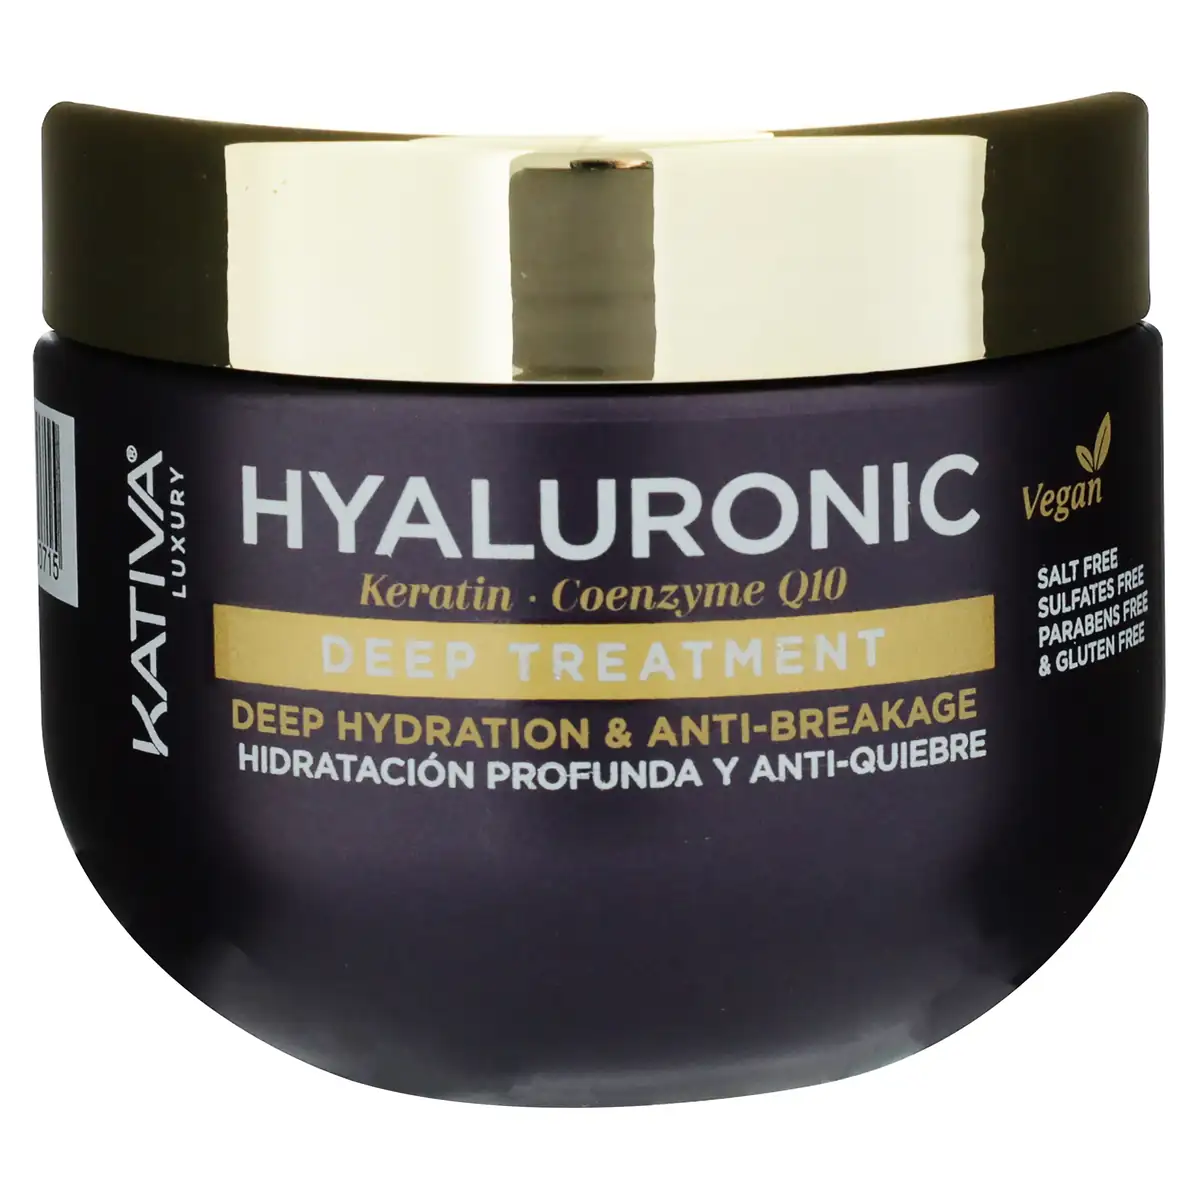 KATIVA®
LUXURY
HYALURONIC
Keratin · Coenzyme Q10
DEEP TREATMENT
DEEP HYDRATION & ANTI-BREAKAGE
HIDRATACIÓN PROFUNDA Y ANTI-QUIEBRE
Vegan
SALT FREE
SULFATES FREE
PARABENS FREE
& GLUTEN FREE
0715